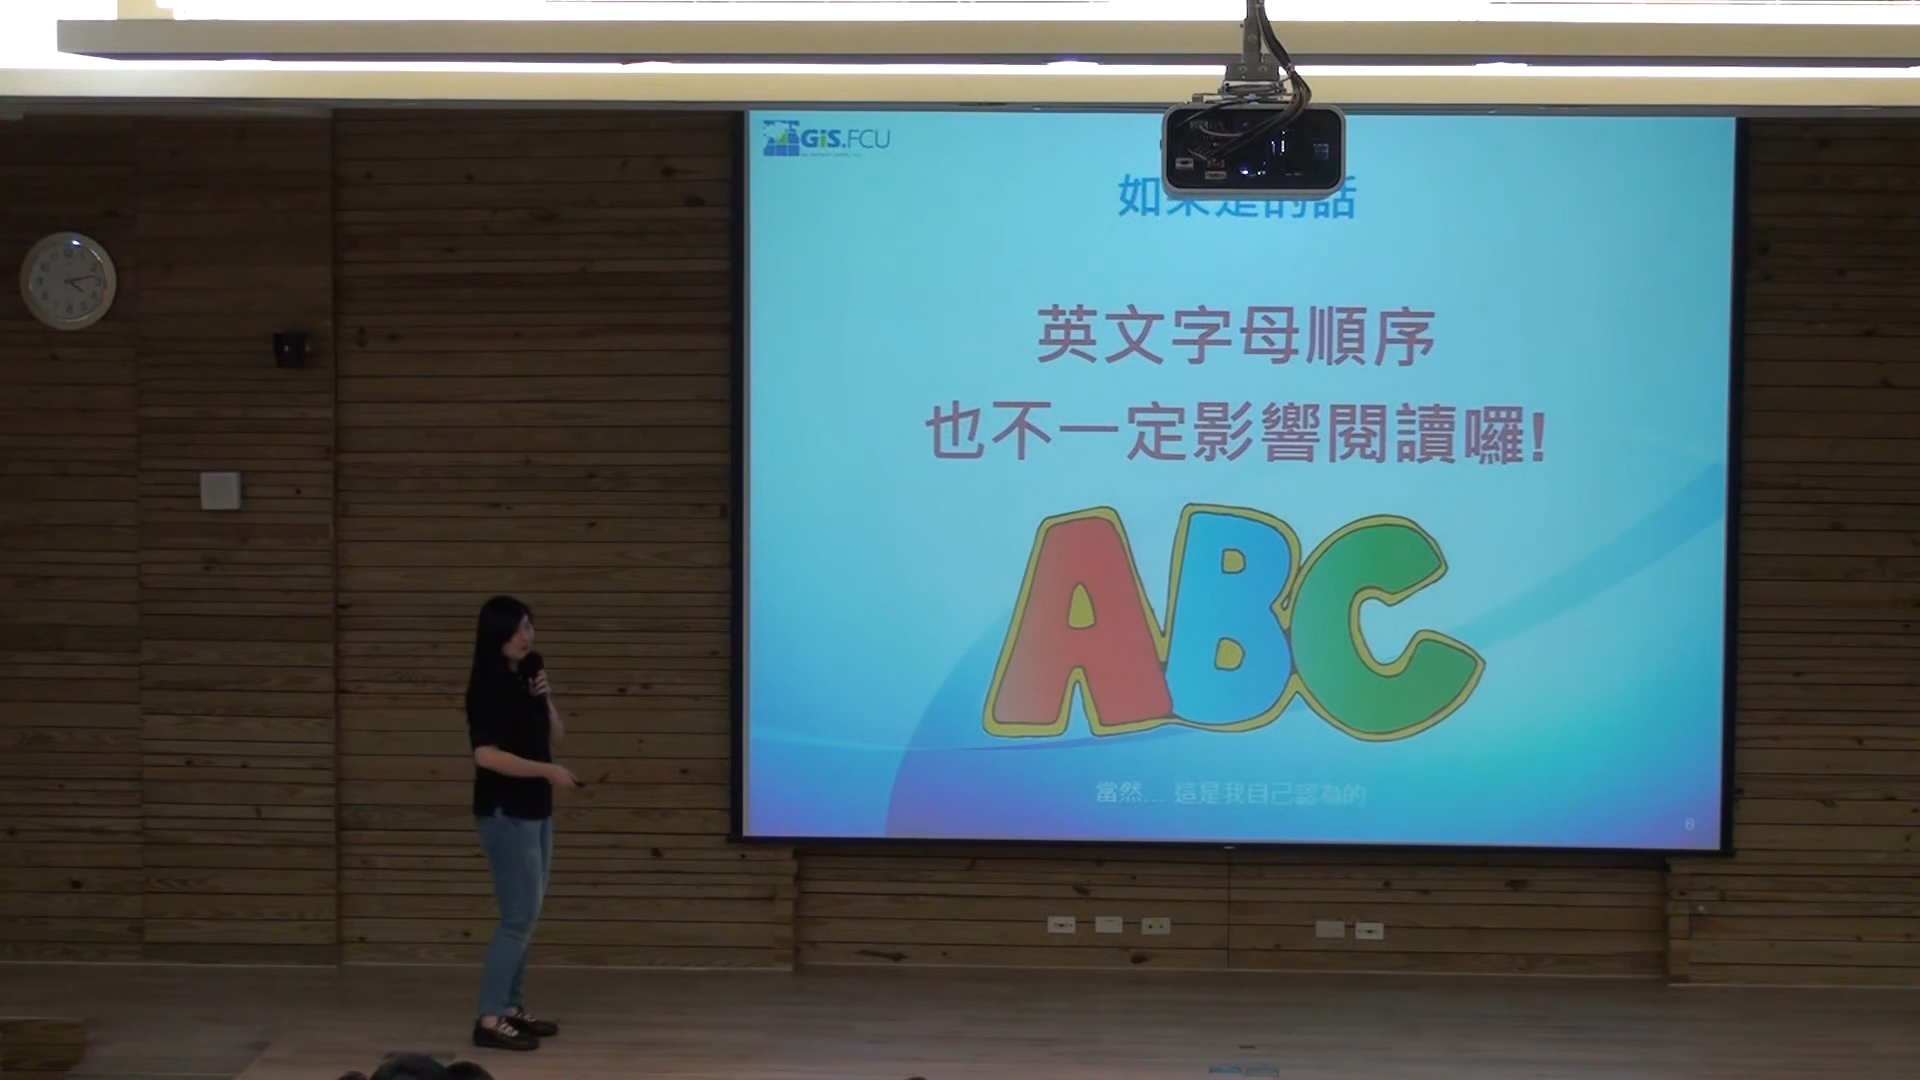 GIS.FCU
如果是的話
英文字母順序
也不一定影響閱讀囉!
ABC
當然... 這是我自己認為的
6